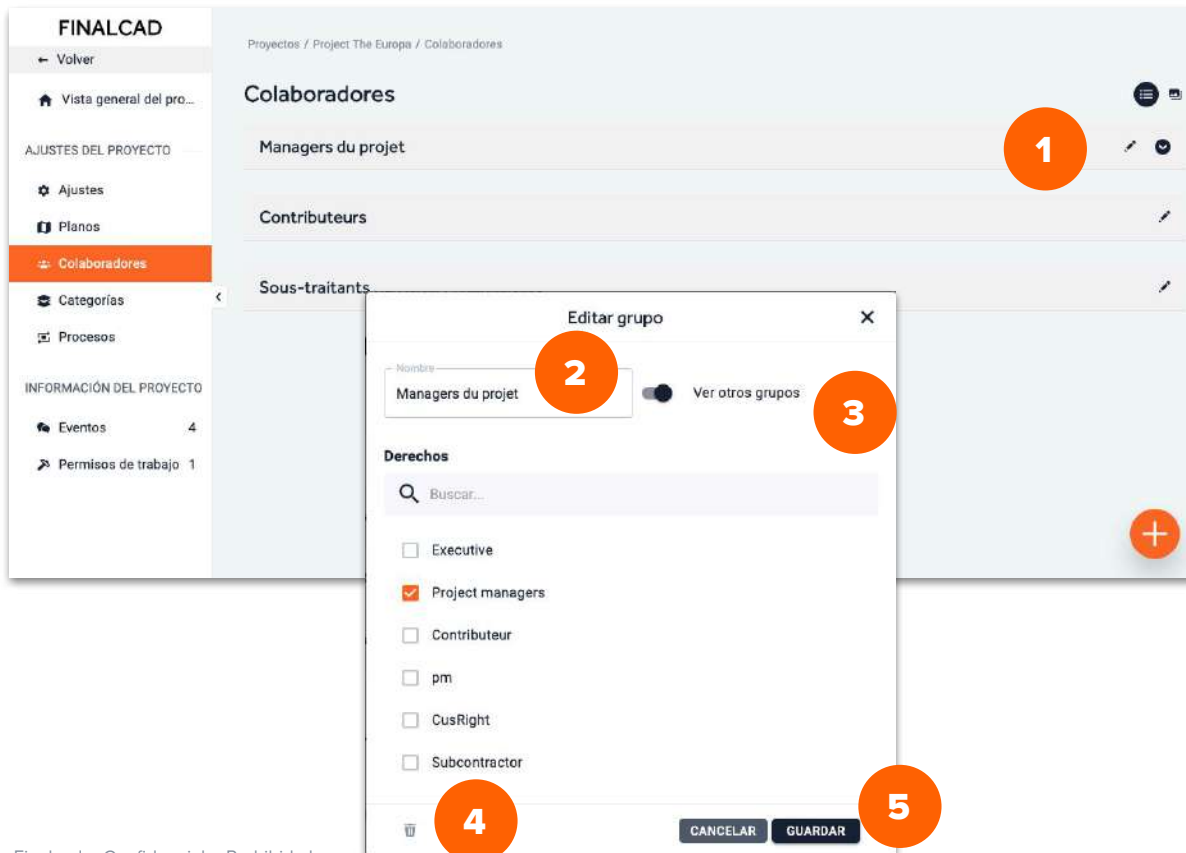 FINALCAD
← Volver
Vista general del pro...
AJUSTES DEL PROYECTO
Ajustes
Planos
Colaboradores
Categorías
Procesos
INFORMACIÓN DEL PROYECTO
Eventos 4
Permisos de trabajo 1
Proyectos / Project The Europa / Colaboradores
Colaboradores
Managers du projet
1
Contributeurs
Sous-traitants
Editar grupo
Nombre
2
Managers du projet
Ver otros grupos
3
Derechos
Buscar...
Executive
Project managers
Contributeur
pm
CusRight
Subcontractor
4
CANCELAR
GUARDAR
5